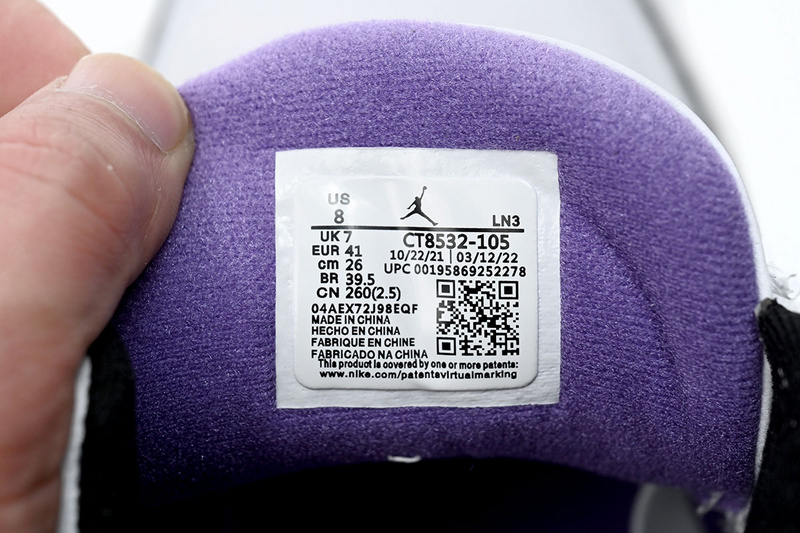 US
8
LN3
UK 7
EUR 41
cm 26
BR 39.5
CN 260(2.5)
CT8532-105
10/22/21 | 03/12/22
UPC 00195869252278
04AEX72J98EQF
MADE IN CHINA
HECHO EN CHINA
FABRIQUE EN CHINE
FABRICADO NA CHINA
This product is covered by one or more patents:
www.nike.com/patentsvirtualmarking